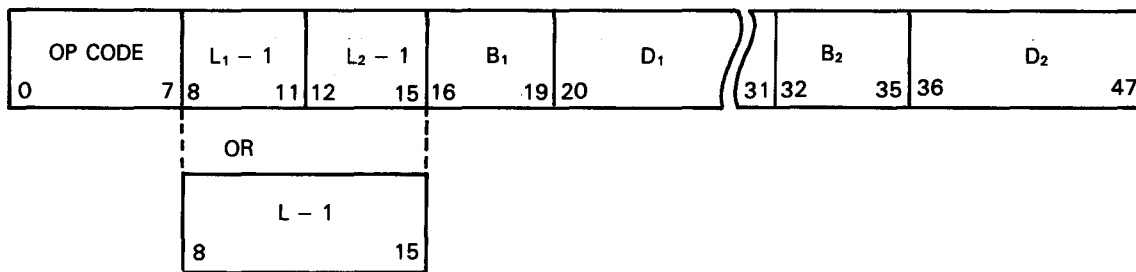 OP CODE L₁ – 1 L₂ – 1 B₁ D₁ B₂ D₂
0 7 8 11 12 15 16 19 20 31 32 35 36 47
OR
L – 1
8 15